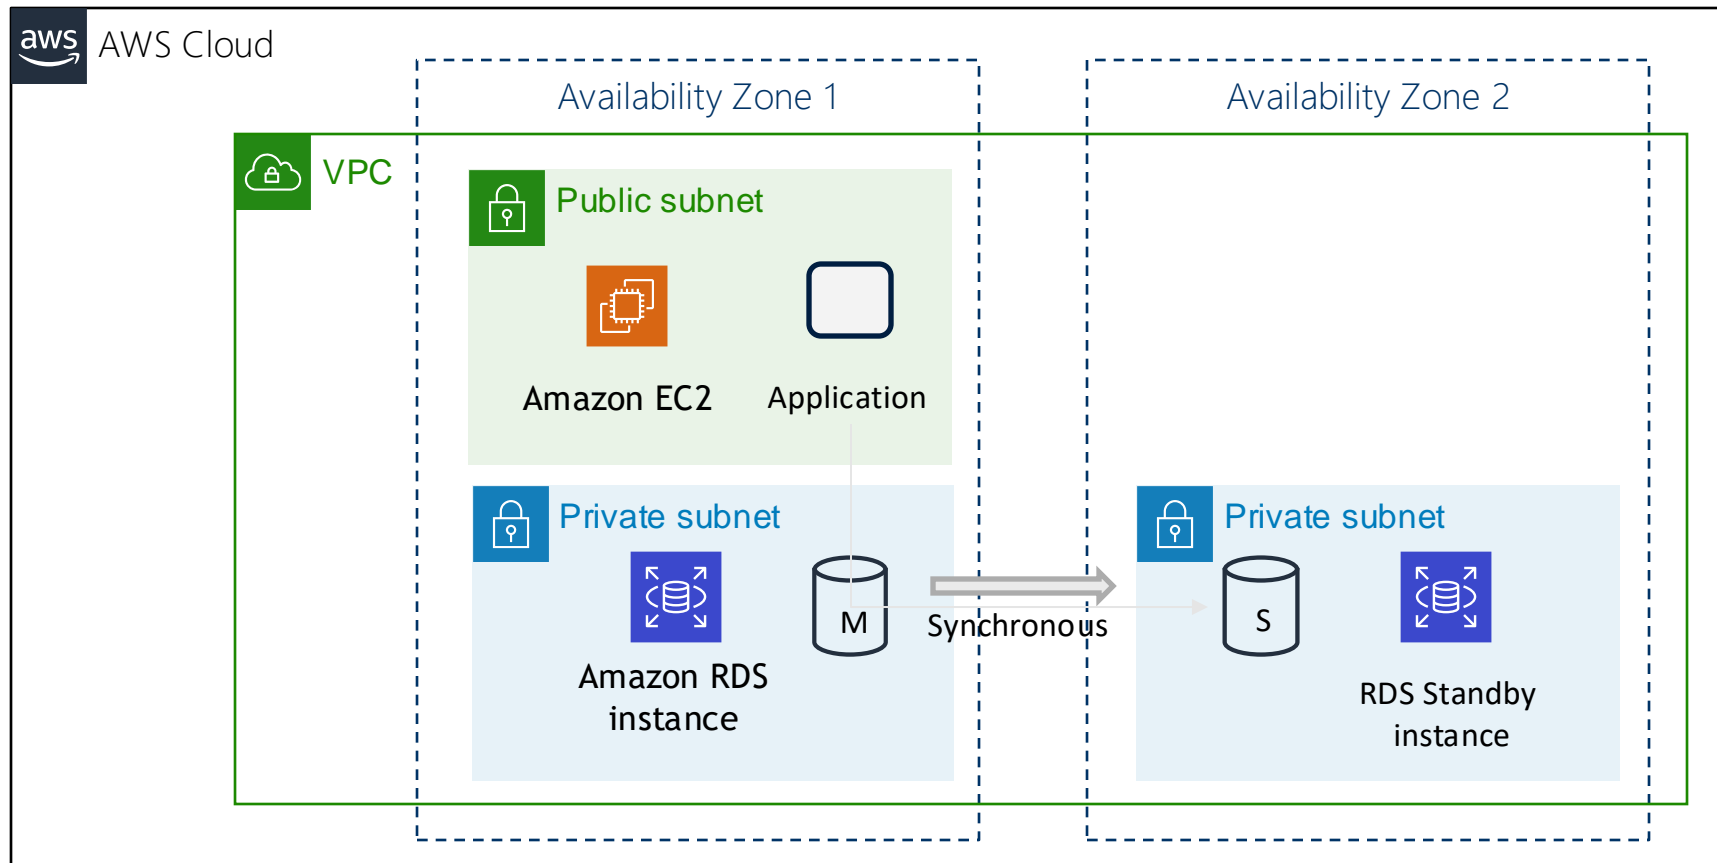 aws
AWS Cloud
Availability Zone 1
Availability Zone 2
VPC
Public subnet
Amazon EC2
Application
Private subnet
Private subnet
M
Synchronous
S
Amazon RDS
instance
RDS Standby
instance